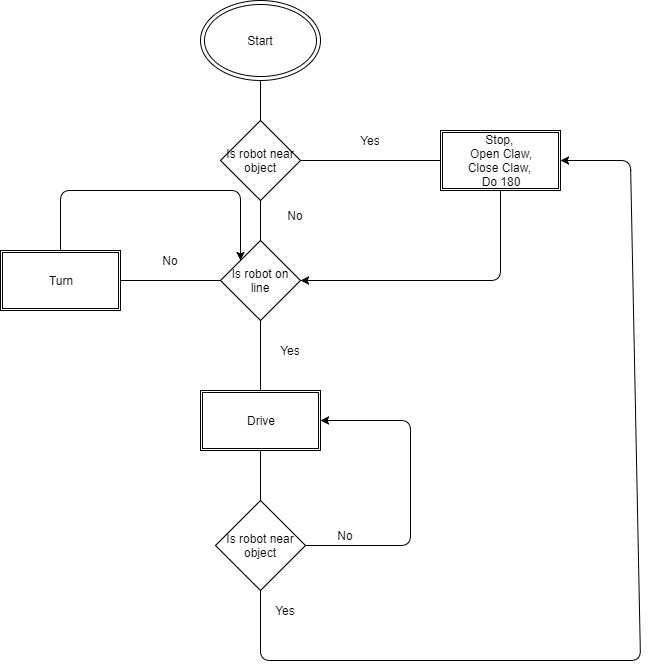 Start
Is robot near
object
Yes
Stop,
Open Claw,
Close Claw,
Do 180
No
No
Turn
Is robot on
line
Yes
Drive
Is robot near
object
No
Yes